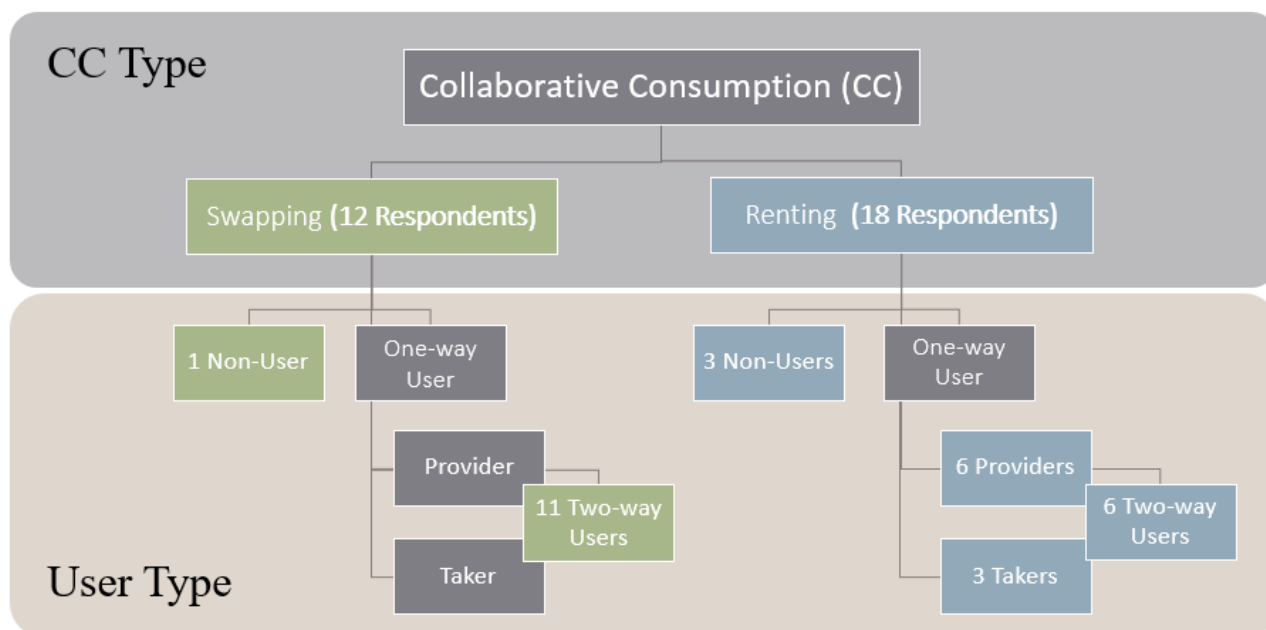 CC Type
Collaborative Consumption (CC)
Swapping (12 Respondents)
Renting (18 Respondents)
1 Non-User
One-way
User
3 Non-Users
One-way
User
Provider
11 Two-way
Users
Taker
6 Providers
6 Two-way
Users
3 Takers
User Type